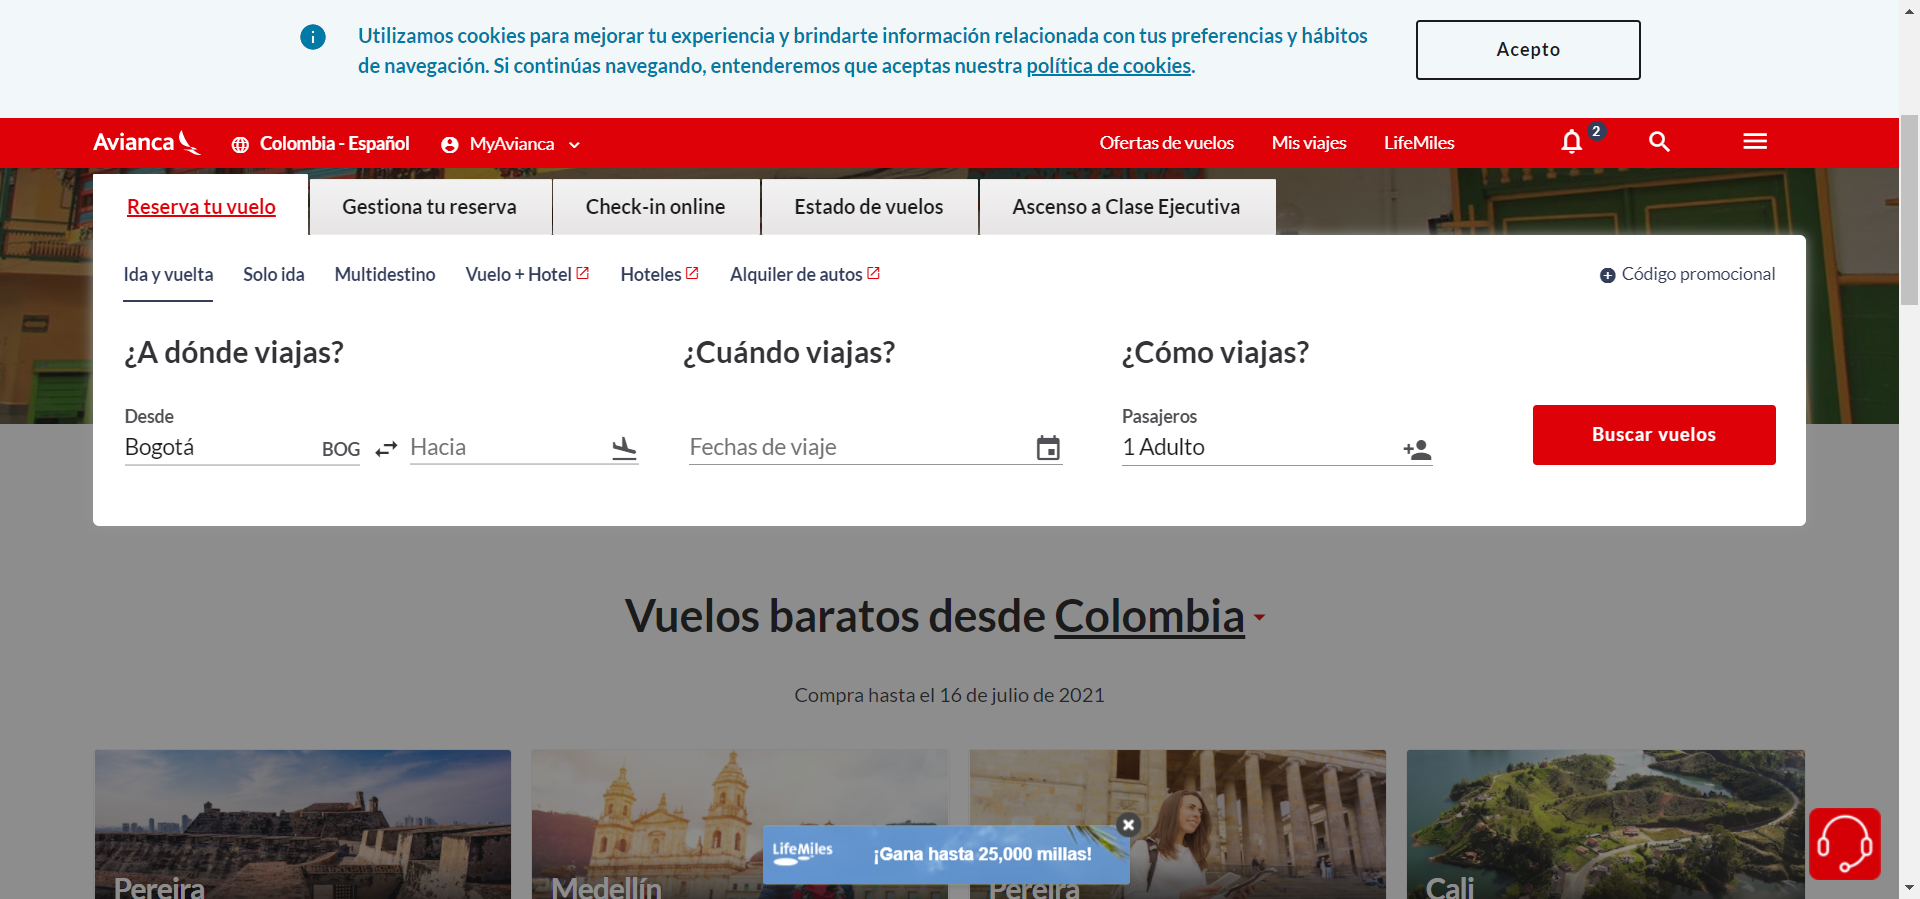 Utilizamos cookies para mejorar tu experiencia y brindarte información relacionada con tus preferencias y hábitos
de navegación. Si continúas navegando, entenderemos que aceptas nuestra política de cookies.
Acepto
Avianca
Colombia - Español
MyAvianca
Ofertas de vuelos
Mis viajes
LifeMiles
2
Reserva tu vuelo
Gestiona tu reserva
Check-in online
Estado de vuelos
Ascenso a Clase Ejecutiva
Ida y vuelta
Solo ida
Multidestino
Vuelo + Hotel
Hoteles
Alquiler de autos
Código promocional
¿A dónde viajas?
¿Cuándo viajas?
¿Cómo viajas?
Desde
Bogotá
BOG
Hacia
Fechas de viaje
Pasajeros
1 Adulto
Buscar vuelos
Vuelos baratos desde Colombia
Compra hasta el 16 de julio de 2021
Pereira
Medellín
Pereira
Cali
LifeMiles
¡Gana hasta 25,000 millas!